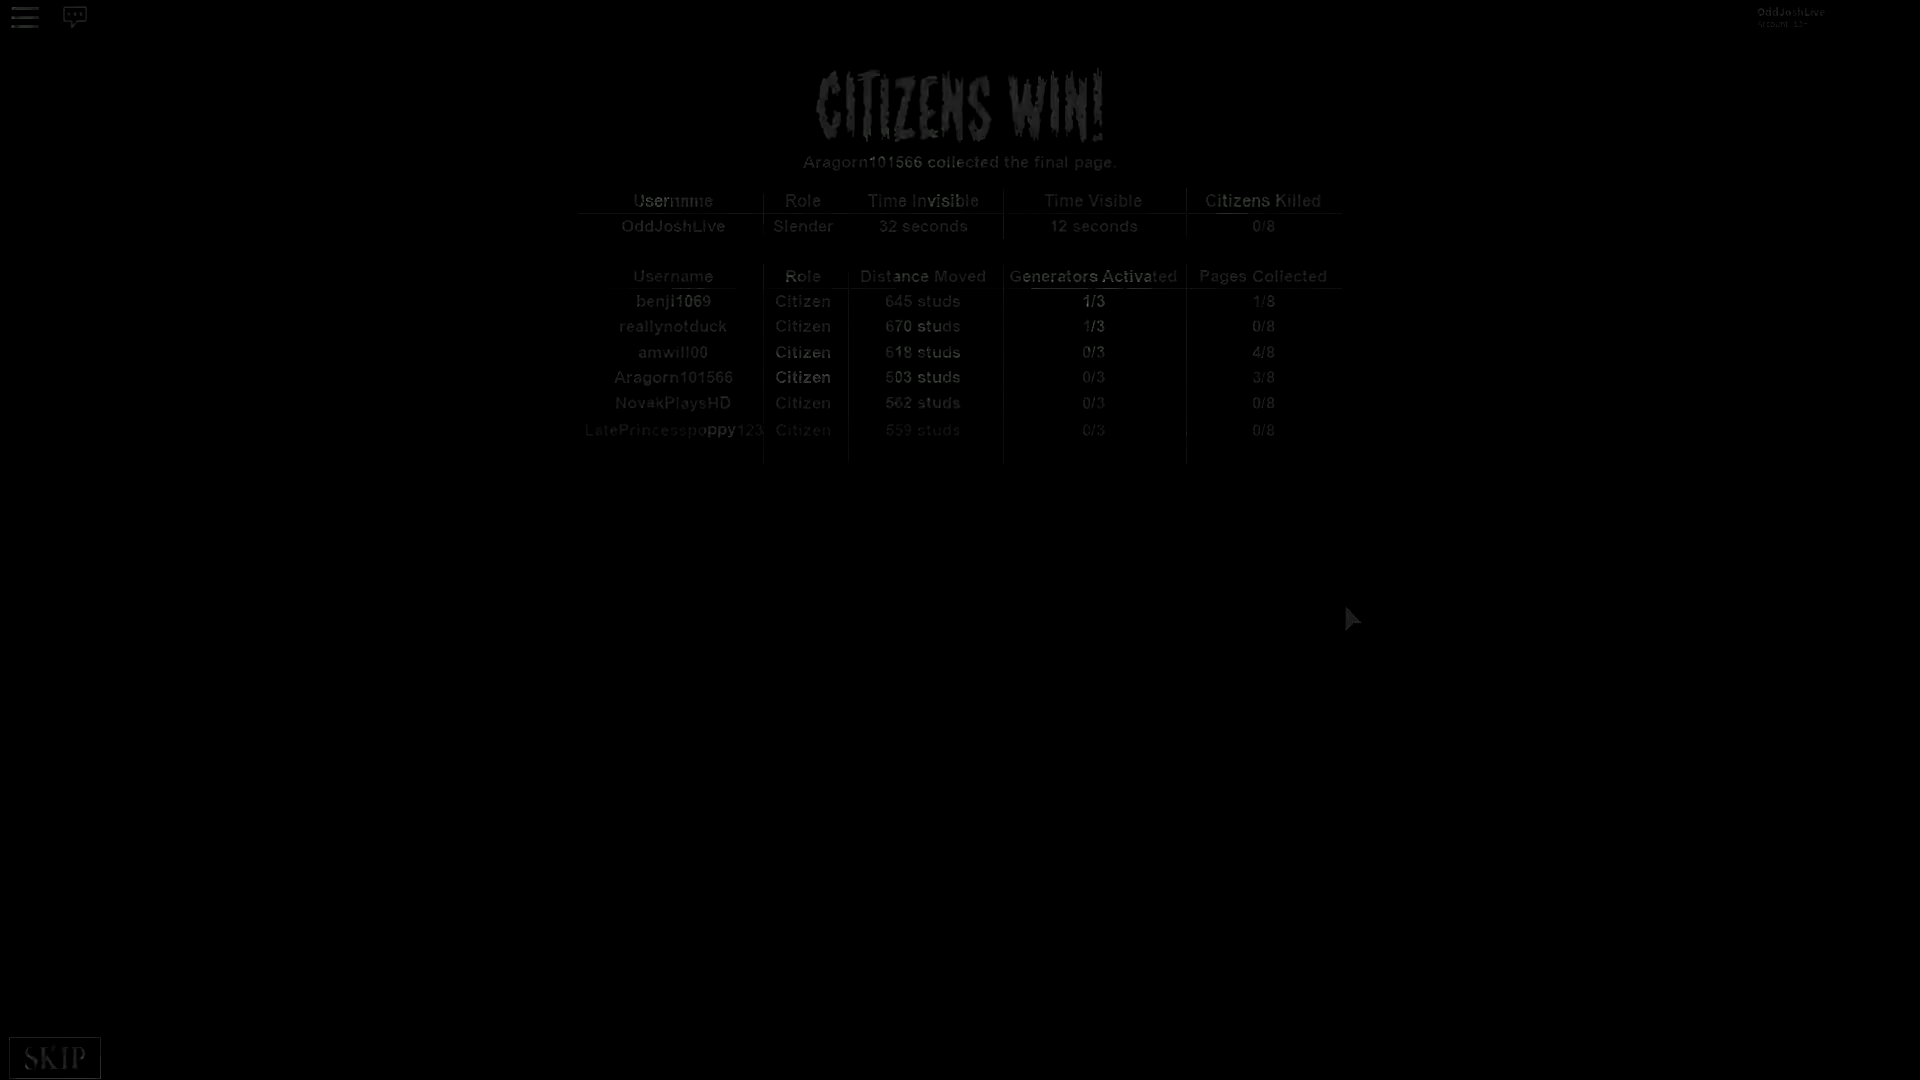 OddJoshLive
CITIZENS WIN!
Aragorn101566 collected the final page.
Username Role Time Invisible Time Visible Citizens Killed
OddJoshLive Slender 32 seconds 12 seconds 0/8
Username Role Distance Moved Generators Activated Pages Collected
benji1069 Citizen 645 studs 1/3 1/8
reallynotduck Citizen 670 studs 1/3 0/8
amwill00 Citizen 618 studs 0/3 4/8
Aragorn101566 Citizen 503 studs 0/3 3/8
NovakPlaysHD Citizen 562 studs 0/3 0/8
LatePrincesspoppy123 Citizen 559 studs 0/3 0/8
SKIP